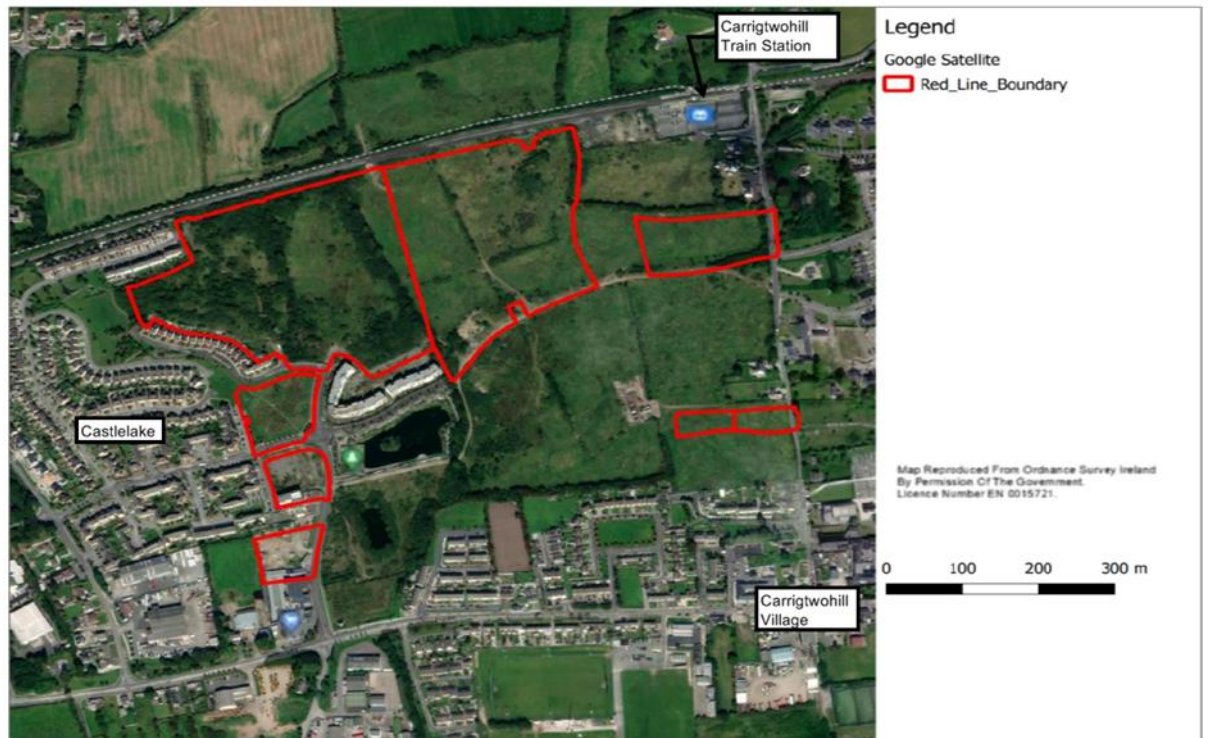 Carrigtwohill
Train Station
Castlelake
Carrigtwohill
Village
Legend
Google Satellite
Red_Line_Boundary
Map Reproduced From Ordnance Survey Ireland
By Permission Of The Government.
Licence Number EN 0015721.
0 100 200 300 m